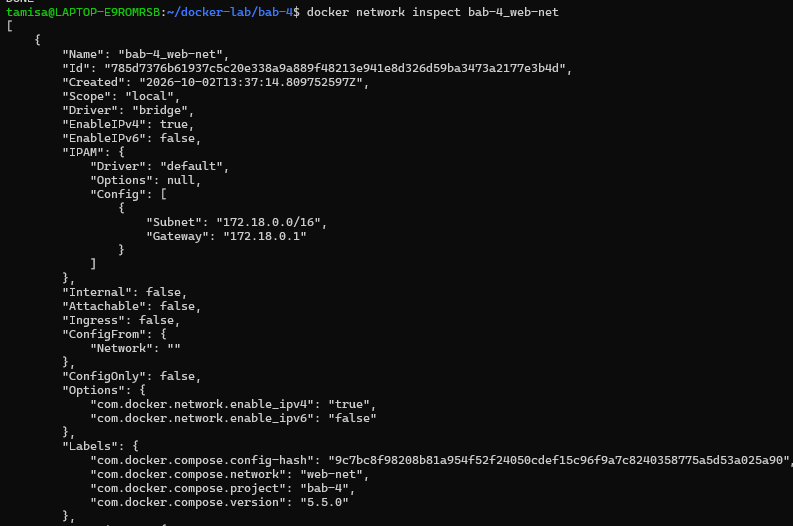 DONE
tamisa@LAPTOP-E9ROMRSB:~/docker-lab/bab-4$ docker network inspect bab-4_web-net
[
    {
        "Name": "bab-4_web-net",
        "Id": "785d7376b61937c5c20e338a9a889f48213e941e8d326d59ba3473a2177e3b4d",
        "Created": "2026-10-02T13:37:14.809752597Z",
        "Scope": "local",
        "Driver": "bridge",
        "EnableIPv4": true,
        "EnableIPv6": false,
        "IPAM": {
            "Driver": "default",
            "Options": null,
            "Config": [
                {
                    "Subnet": "172.18.0.0/16",
                    "Gateway": "172.18.0.1"
                }
            ]
        },
        "Internal": false,
        "Attachable": false,
        "Ingress": false,
        "ConfigFrom": {
            "Network": ""
        },
        "ConfigOnly": false,
        "Options": {
            "com.docker.network.enable_ipv4": "true",
            "com.docker.network.enable_ipv6": "false"
        },
        "Labels": {
            "com.docker.compose.config-hash": "9c7bc8f98208b81a954f52f24050cdef15c96f9a7c8240358775a5d53a025a90",
            "com.docker.compose.network": "web-net",
            "com.docker.compose.project": "bab-4",
            "com.docker.compose.version": "5.5.0"
        },